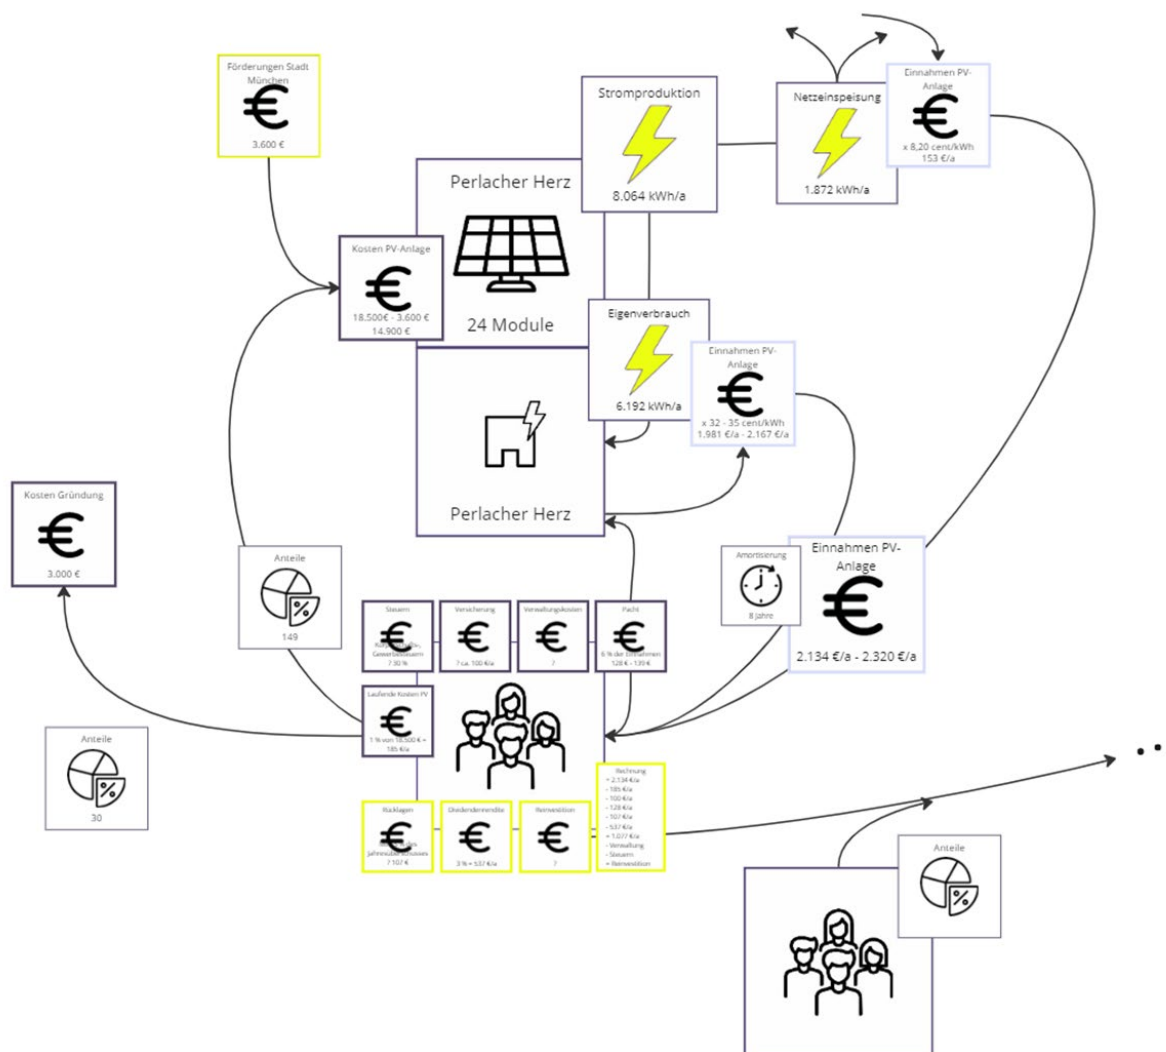 Förderungen Stadt
München
3.600 €
Stromproduktion
8.064 kWh/a
Netzeinspeisung
1.872 kWh/a
Einnahmen PV-
Anlage
x 8,20 cent/kWh
153 €/a
Perlacher Herz
24 Module
Kosten PV-Anlage
18.500€ - 3.600 €
14.900 €
Eigenverbrauch
6.192 kWh/a
Einnahmen PV-
Anlage
x 32 - 35 cent/kWh
1.981 €/a - 2.167 €/a
Perlacher Herz
Kosten Gründung
3.000 €
Anteile
149
Amortisierung
8 Jahre
Einnahmen PV-
Anlage
2.134 €/a - 2.320 €/a
Steuern
Gewerbesteuern
? 30 %
Versicherung
? ca. 100 €/a
Verwaltungskosten
?
Pacht
6 % der Einnahmen
128 € - 139 €
Laufende Kosten PV
1 % von 18.500 € =
185 €/a
Anteile
30
Rücklagen
Jahresüberschusses
? 107 €
Dividendenrendite
3 % = 537 €/a
Reinvestition
?
Rechnung
= 2.134 €/a
- 185 €/a
- 100 €/a
- 128 €/a
- 107 €/a
- 537 €/a
= 1.077 €/a
- Verwaltung
- Steuern
= Reinvestition
Anteile